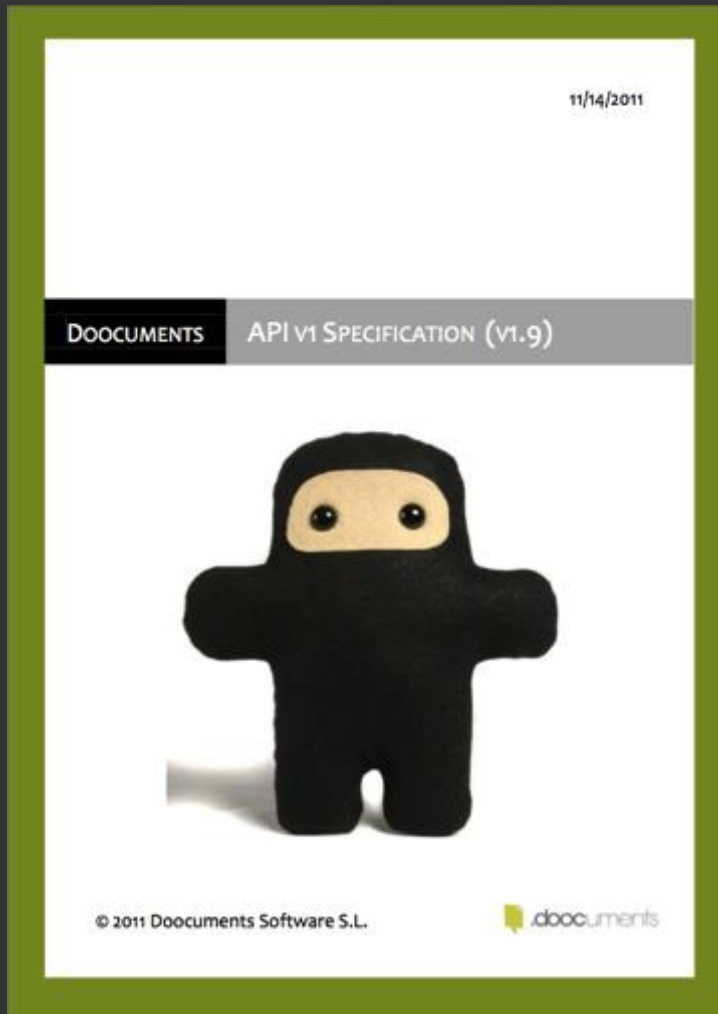 11/14/2011
DOOCUMENTS API V1 SPECIFICATION (V1.9)
© 2011 Doocuments Software S.L.
.doocuments